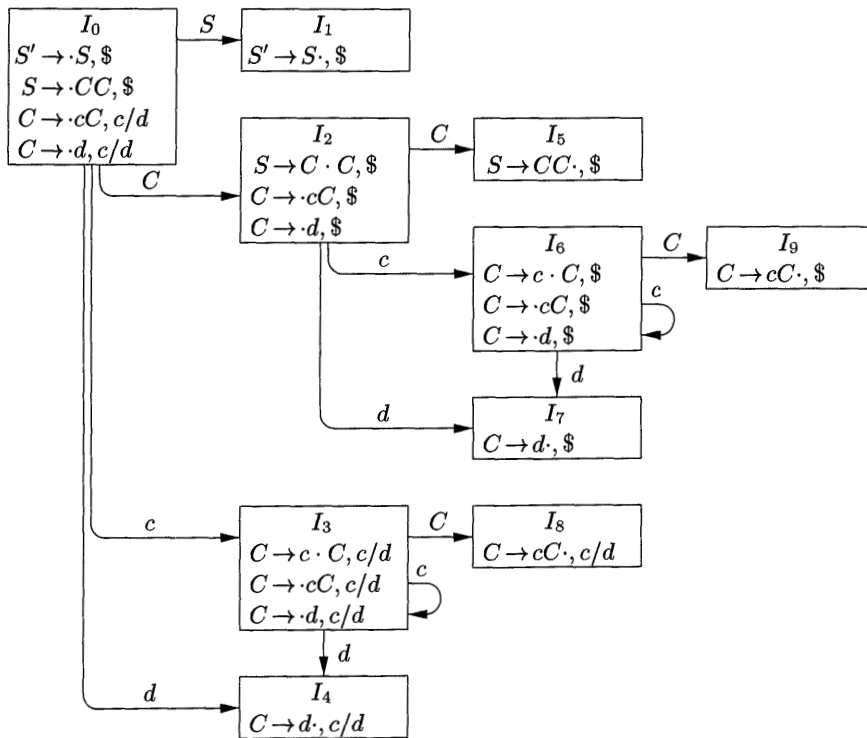 I₀
S′ → ·S, $
S → ·CC, $
C → ·cC, c/d
C → ·d, c/d
S
I₁
S′ → S·, $
C
I₂
S → C · C, $
C → ·cC, $
C → ·d, $
C
I₅
S → CC·, $
c
I₆
C → c · C, $
C → ·cC, $
C → ·d, $
C
c
I₉
C → cC·, $
d
d
I₇
C → d·, $
c
I₃
C → c · C, c/d
C → ·cC, c/d
C → ·d, c/d
C
c
I₈
C → cC·, c/d
d
d
I₄
C → d·, c/d